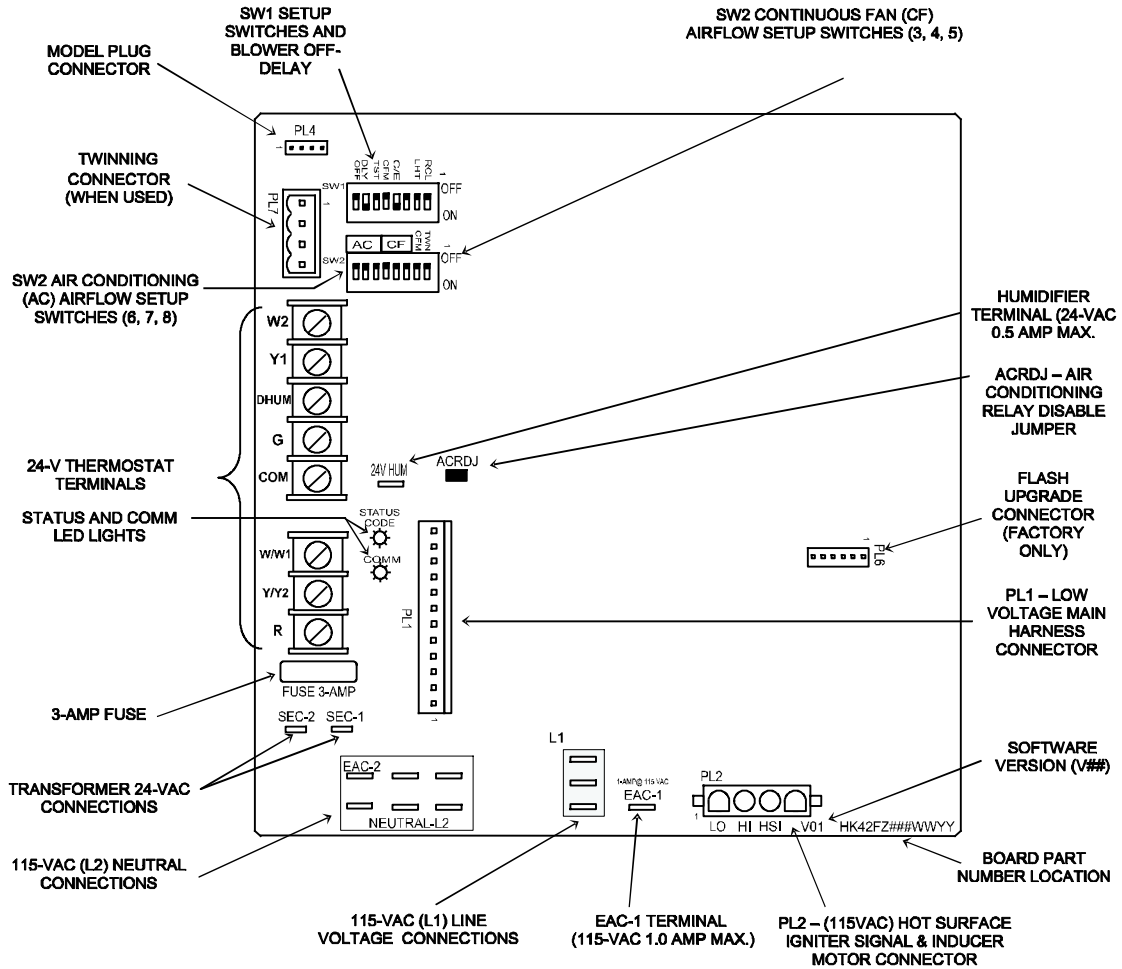 SW1 SETUP
SWITCHES AND
BLOWER OFF-
DELAY
SW2 CONTINUOUS FAN (CF)
AIRFLOW SETUP SWITCHES (3, 4, 5)
MODEL PLUG
CONNECTOR
TWINNING
CONNECTOR
(WHEN USED)
SW2 AIR CONDITIONING
(AC) AIRFLOW SETUP
SWITCHES (6, 7, 8)
24-V THERMOSTAT
TERMINALS
STATUS AND COMM
LED LIGHTS
3-AMP FUSE
TRANSFORMER 24-VAC
CONNECTIONS
115-VAC (L2) NEUTRAL
CONNECTIONS
PL4
1
PL7
1
SW1
OFF
DLY
TST
CFM
C/E
LHT
RCL
1
OFF
ON
AC
CF
CFM
TWN
1
SW2
OFF
ON
W2
Y1
DHUM
G
COM
W/W1
Y/Y2
R
24V HUM
ACRDJ
STATUS
CODE
COMM
PL1
1
1
PL6
FUSE 3-AMP
SEC-2
SEC-1
EAC-2
NEUTRAL-L2
L1
1-AMP@ 115 VAC
EAC-1
PL2
1
LO
HI
HSI
V01
HK42FZ###WWYY
HUMIDIFIER
TERMINAL (24-VAC
0.5 AMP MAX.
ACRDJ – AIR
CONDITIONING
RELAY DISABLE
JUMPER
FLASH
UPGRADE
CONNECTOR
(FACTORY
ONLY)
PL1 – LOW
VOLTAGE MAIN
HARNESS
CONNECTOR
SOFTWARE
VERSION (V##)
BOARD PART
NUMBER LOCATION
115-VAC (L1) LINE
VOLTAGE CONNECTIONS
EAC-1 TERMINAL
(115-VAC 1.0 AMP MAX.)
PL2 – (115VAC) HOT SURFACE
IGNITER SIGNAL & INDUCER
MOTOR CONNECTOR